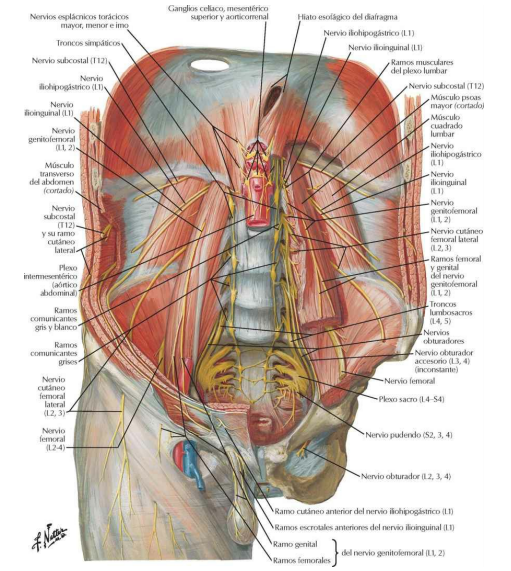 Ganglios celíaco, mesentérico
superior y aorticorrenal
Nervios esplácnicos torácicos
mayor, menor e imo
Hiato esofágico del diafragma
Troncos simpáticos
Nervio subcostal (T12)
Nervio
iliohipogástrico (L1)
Nervio
ilioinguinal (L1)
Nervio
genitofemoral
(L1, 2)
Músculo
transverso
del abdomen
(cortado)
Nervio
subcostal
(T12)
y su ramo
cutáneo
lateral
Plexo
intermesentérico
(aórtico
abdominal)
Ramos
comunicantes
gris y blanco
Ramos
comunicantes
grises
Nervio
cutáneo
femoral
lateral
(L2, 3)
Nervio
femoral
(L2-4)
Nervio iliohipogástrico (L1)
Nervio ilioinguinal (L1)
Ramos musculares
del plexo lumbar
Nervio subcostal (T12)
Músculo psoas
mayor (cortado)
Músculo
cuadrado
lumbar
Nervio
iliohipogástrico
(L1)
Nervio
ilioinguinal
(L1)
Nervio
genitofemoral
(L1, 2)
Nervio cutáneo
femoral lateral
(L2, 3)
Ramos femoral
y genital
del nervio
genitofemoral
(L1, 2)
Troncos
lumbosacros
(L4, 5)
Nervios
obturadores
Nervio obturador
accesorio (L3, 4)
(inconstante)
Nervio femoral
Plexo sacro (L4–S4)
Nervio pudendo (S2, 3, 4)
Nervio obturador (L2, 3, 4)
Ramo cutáneo anterior del nervio iliohipogástrico (L1)
Ramos escrotales anteriores del nervio ilioinguinal (L1)
Ramo genital
Ramos femorales
del nervio genitofemoral (L1, 2)
F. Netter